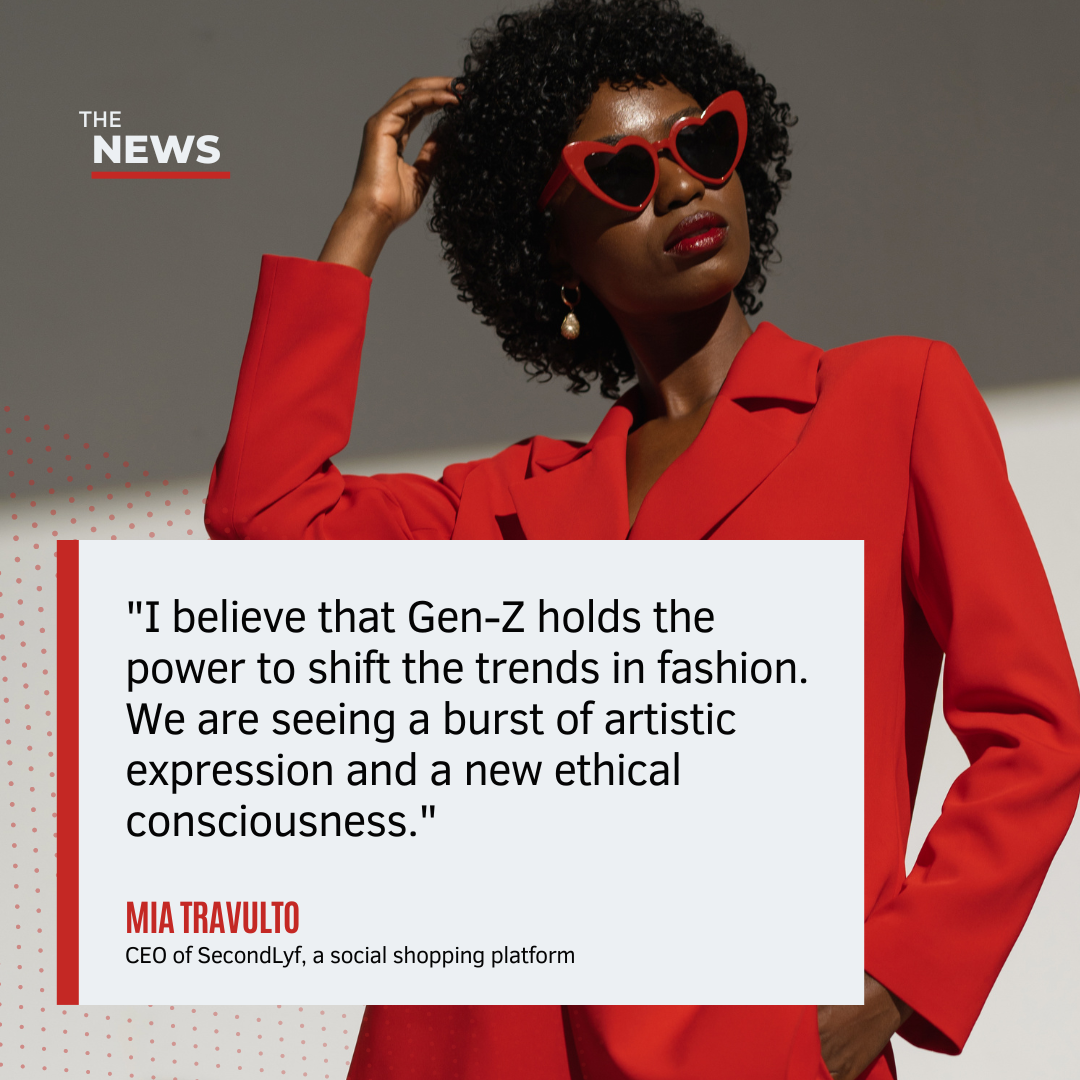 THE
NEWS
"I believe that Gen-Z holds the
power to shift the trends in fashion.
We are seeing a burst of artistic
expression and a new ethical
consciousness."
MIA TRAVULTO
CEO of SecondLyf, a social shopping platform